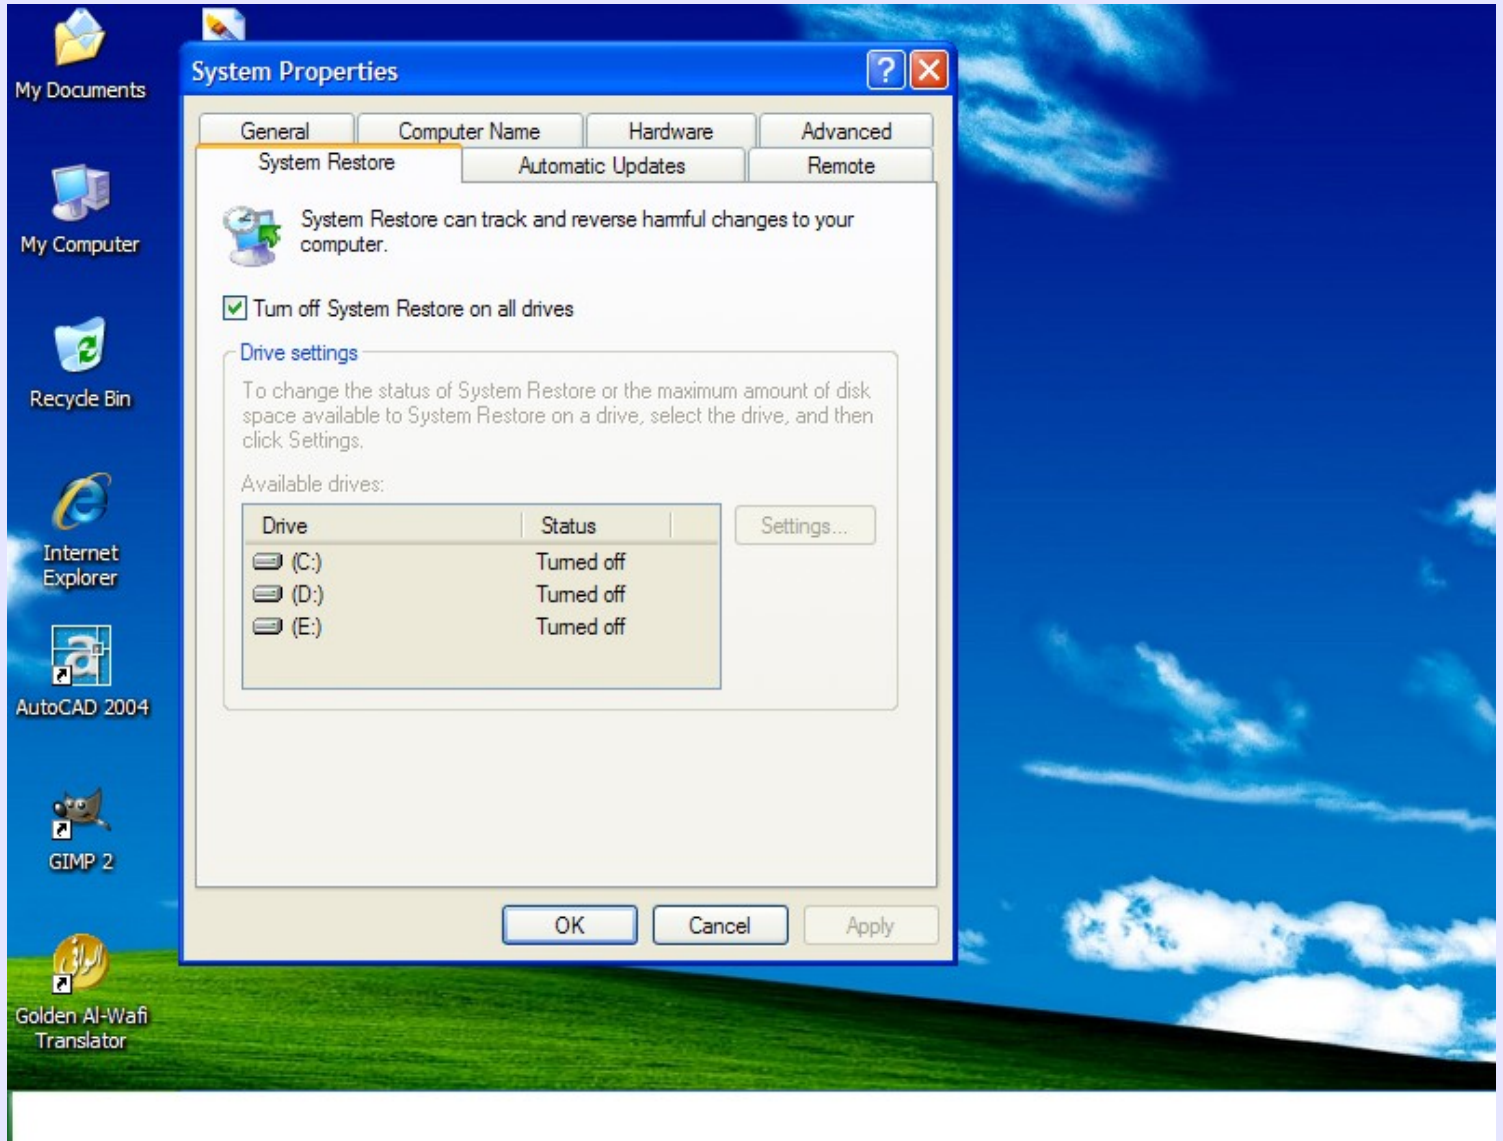 My Documents
My Computer
Recycle Bin
Internet
Explorer
AutoCAD 2004
GIMP 2
الوافي
Golden Al-Wafi
Translator
System Properties
?
General
Computer Name
Hardware
Advanced
System Restore
Automatic Updates
Remote
System Restore can track and reverse harmful changes to your
computer.
Turn off System Restore on all drives
Drive settings
To change the status of System Restore or the maximum amount of disk
space available to System Restore on a drive, select the drive, and then
click Settings.
Available drives:
Drive Status
(C:) Turned off
(D:) Turned off
(E:) Turned off
Settings...
OK
Cancel
Apply